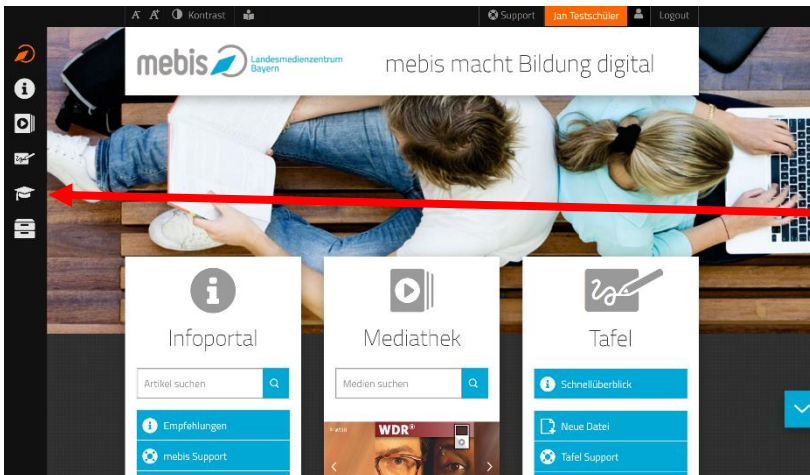 A- A+ Kontrast
Support Jan Testschüler Logout
mebis Landesmedienzentrum
Bayern
mebis macht Bildung digital
Infoportal
Artikel suchen
Empfehlungen
mebis Support
Mediathek
Medien suchen
WDR®
Tafel
Schnellüberblick
Neue Datei
Tafel Support